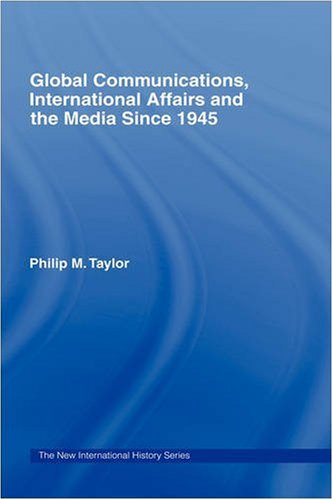 Global Communications,
International Affairs and
the Media Since 1945
Philip M. Taylor
The New International History Series